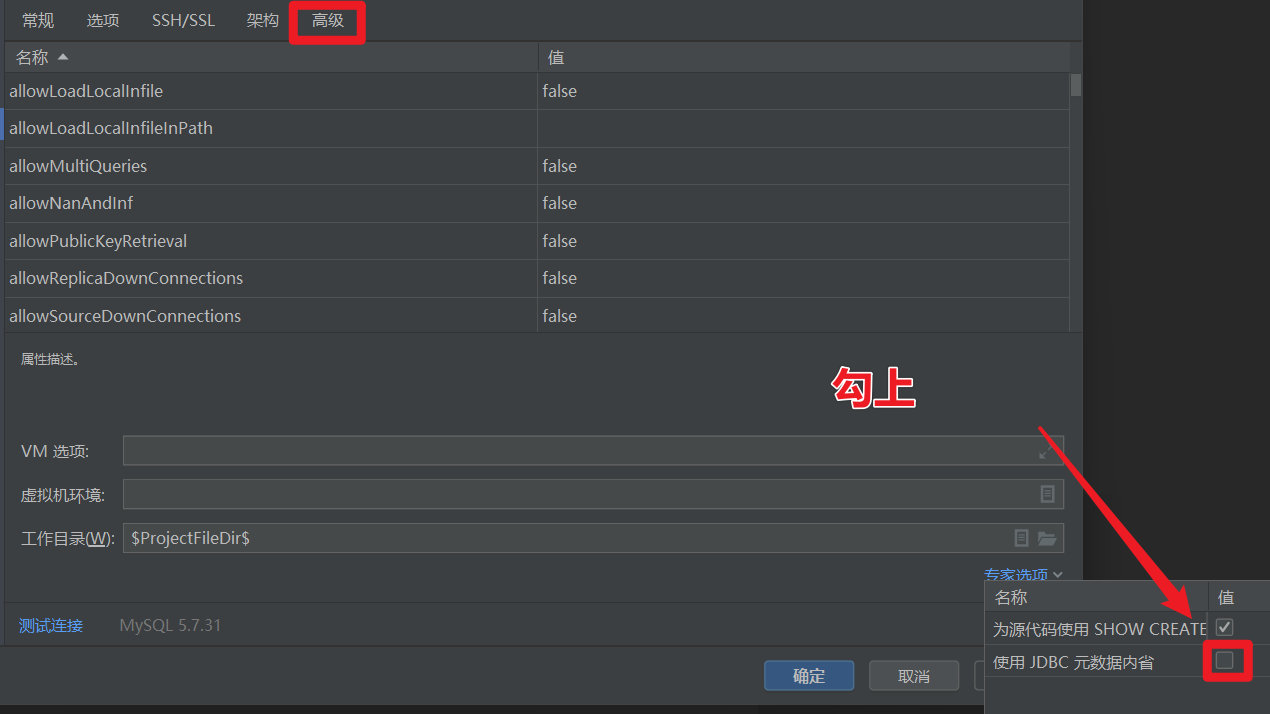 常规 选项 SSH/SSL 架构 高级
名称 值
allowLoadLocalInfile false
allowLoadLocalInfileInPath
allowMultiQueries false
allowNanAndInf false
allowPublicKeyRetrieval false
allowReplicaDownConnections false
allowSourceDownConnections false
属性描述。
勾上
VM 选项:
虚拟机环境:
工作目录(W): $ProjectFileDir$
专家选项
名称 值
测试连接 MySQL 5.7.31
为源代码使用 SHOW CREATE
使用 JDBC 元数据内省
确定 取消